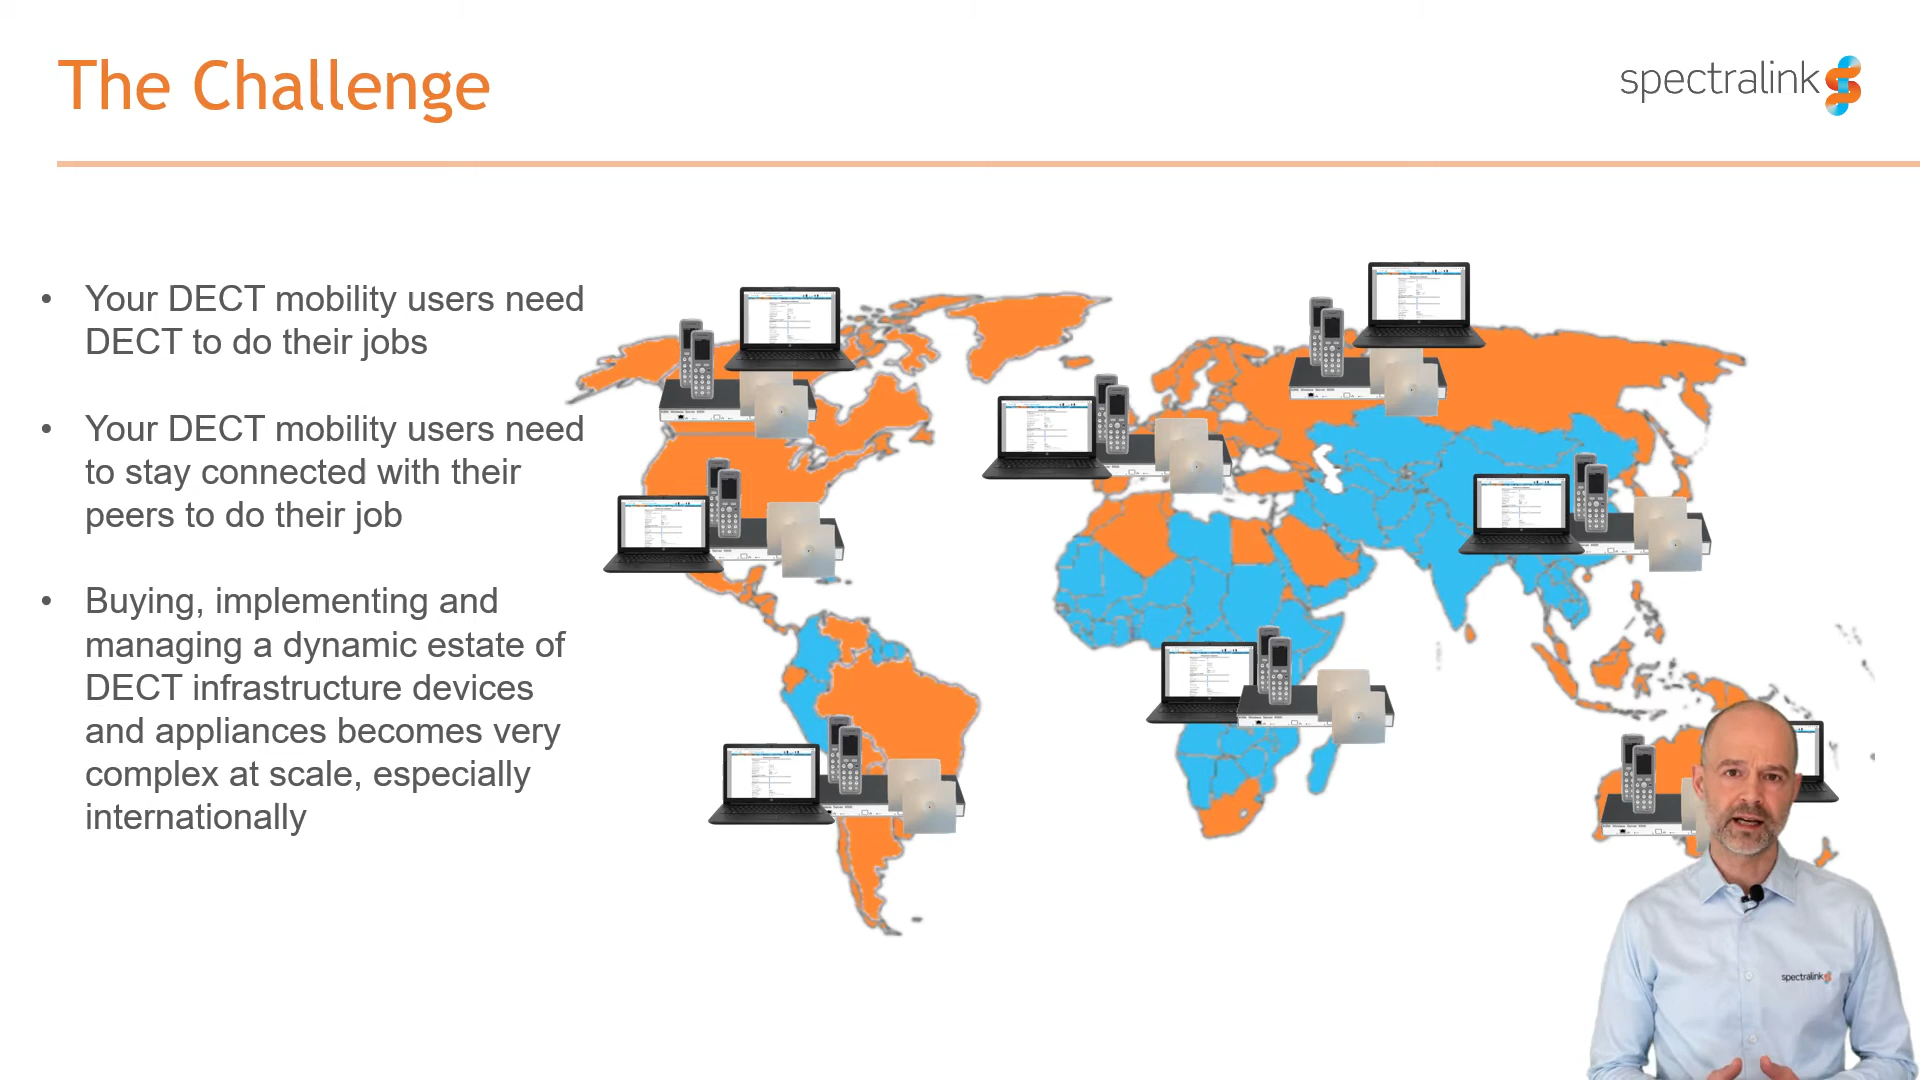 The Challenge
spectralink
• Your DECT mobility users need
DECT to do their jobs
• Your DECT mobility users need
to stay connected with their
peers to do their job
• Buying, implementing and
managing a dynamic estate of
DECT infrastructure devices
and appliances becomes very
complex at scale, especially
internationally
spectralink